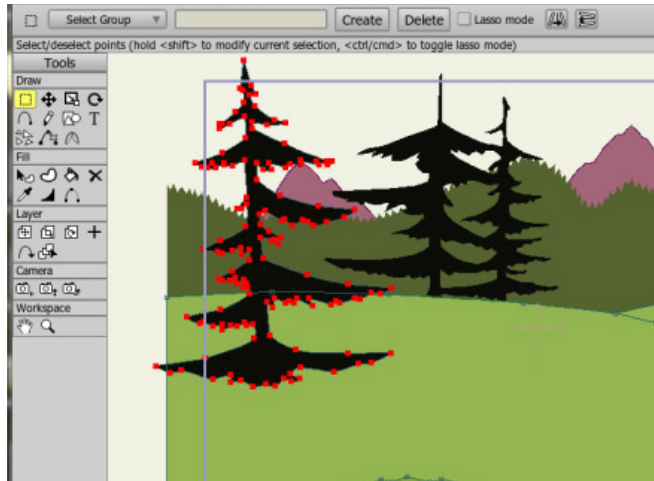 Select Group
Create
Delete
Lasso mode
Select/deselect points (hold <shift> to modify current selection, <ctrl/cmd> to toggle lasso mode)
Tools
Draw
T
Fill
Layer
Camera
Workspace